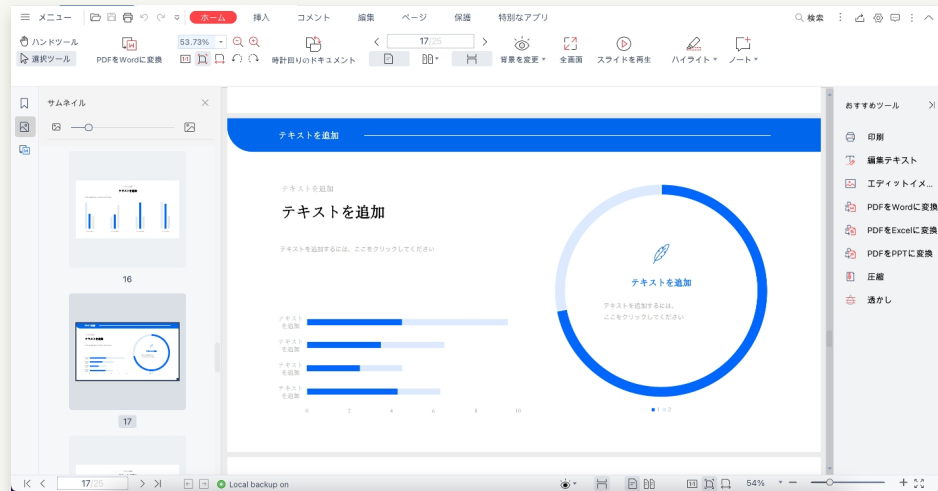 メニュー
ホーム
挿入
コメント
編集
ページ
保護
特別なアプリ
検索
ハンドツール
選択ツール
PDFをWordに変換
53.73%
時計回りのドキュメント
17/25
背景を変更
全画面
スライドを再生
ハイライト
ノート
サムネイル
16
17
テキストを追加
テキストを追加
テキストを追加
テキストを追加するには、ここをクリックしてください
テキスト
を追加
テキスト
を追加
テキスト
を追加
テキスト
を追加
0 2 4 6 8 10
テキストを追加
テキストを追加するには、
ここをクリックしてください
1 2
おすすめツール
印刷
編集テキスト
エディットイメ...
PDFをWordに変換
PDFをExcelに変換
PDFをPPTに変換
圧縮
透かし
17/25
Local backup on
54%